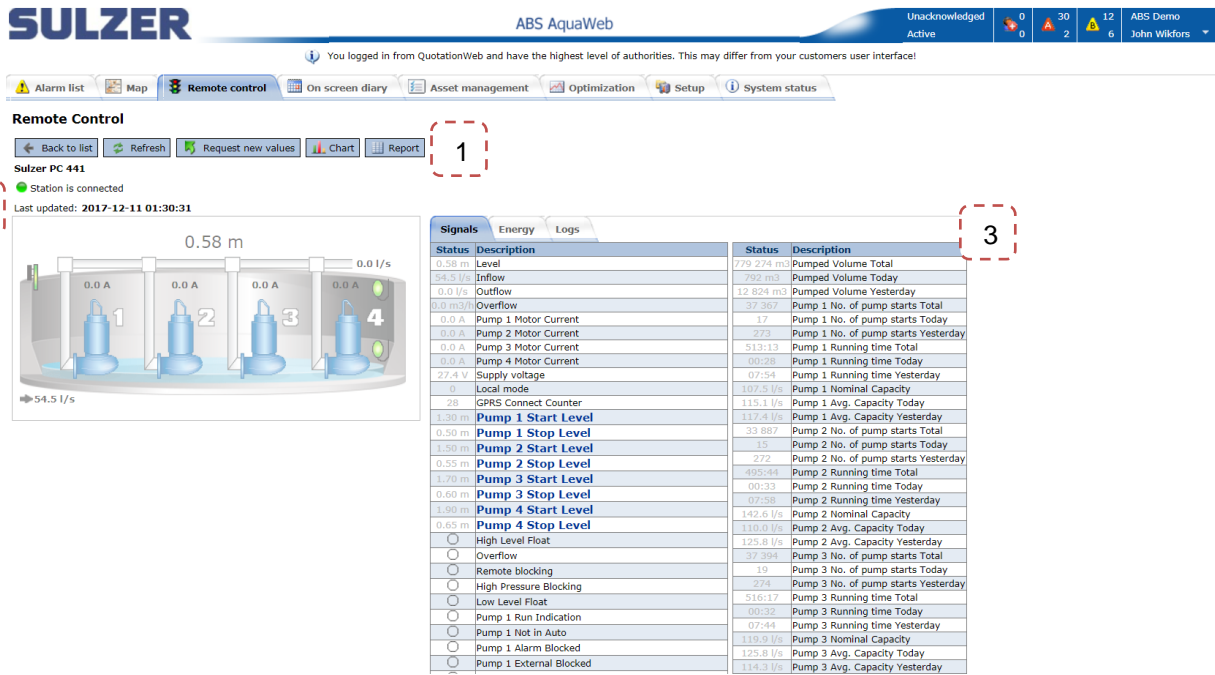 SULZER
ABS AquaWeb
Unacknowledged 0 30 12 ABS Demo
Active 0 2 6 John Wikfors
You logged in from QuotationWeb and have the highest level of authorities. This may differ from your customers user interface!
Alarm list Map Remote control On screen diary Asset management Optimization Setup System status
Remote Control
Back to list Refresh Request new values Chart Report
1
Sulzer PC 441
Station is connected
Last updated: 2017-12-11 01:30:31
0.58 m
0.0 l/s
0.0 A 0.0 A 0.0 A 0.0 A
1 2 3 4
54.5 l/s
Signals Energy Logs
3
Status Description
0.58 m Level
54.5 l/s Inflow
0.0 l/s Outflow
0.0 m3/h Overflow
0.0 A Pump 1 Motor Current
0.0 A Pump 2 Motor Current
0.0 A Pump 3 Motor Current
0.0 A Pump 4 Motor Current
27.4 V Supply voltage
0 Local mode
28 GPRS Connect Counter
1.30 m Pump 1 Start Level
0.50 m Pump 1 Stop Level
1.50 m Pump 2 Start Level
0.55 m Pump 2 Stop Level
1.70 m Pump 3 Start Level
0.60 m Pump 3 Stop Level
1.90 m Pump 4 Start Level
0.65 m Pump 4 Stop Level
High Level Float
Overflow
Remote blocking
High Pressure Blocking
Low Level Float
Pump 1 Run Indication
Pump 1 Not in Auto
Pump 1 Alarm Blocked
Pump 1 External Blocked
Status Description
779 274 m3 Pumped Volume Total
792 m3 Pumped Volume Today
12 824 m3 Pumped Volume Yesterday
37 367 Pump 1 No. of pump starts Total
17 Pump 1 No. of pump starts Today
273 Pump 1 No. of pump starts Yesterday
513:13 Pump 1 Running time Total
00:28 Pump 1 Running time Today
07:54 Pump 1 Running time Yesterday
107.5 l/s Pump 1 Nominal Capacity
115.1 l/s Pump 1 Avg. Capacity Today
117.4 l/s Pump 1 Avg. Capacity Yesterday
33 887 Pump 2 No. of pump starts Total
15 Pump 2 No. of pump starts Today
272 Pump 2 No. of pump starts Yesterday
495:44 Pump 2 Running time Total
00:33 Pump 2 Running time Today
07:58 Pump 2 Running time Yesterday
142.6 l/s Pump 2 Nominal Capacity
110.0 l/s Pump 2 Avg. Capacity Today
125.8 l/s Pump 2 Avg. Capacity Yesterday
37 394 Pump 3 No. of pump starts Total
19 Pump 3 No. of pump starts Today
274 Pump 3 No. of pump starts Yesterday
516:17 Pump 3 Running time Total
00:32 Pump 3 Running time Today
07:44 Pump 3 Running time Yesterday
119.9 l/s Pump 3 Nominal Capacity
125.8 l/s Pump 3 Avg. Capacity Today
114.3 l/s Pump 3 Avg. Capacity Yesterday